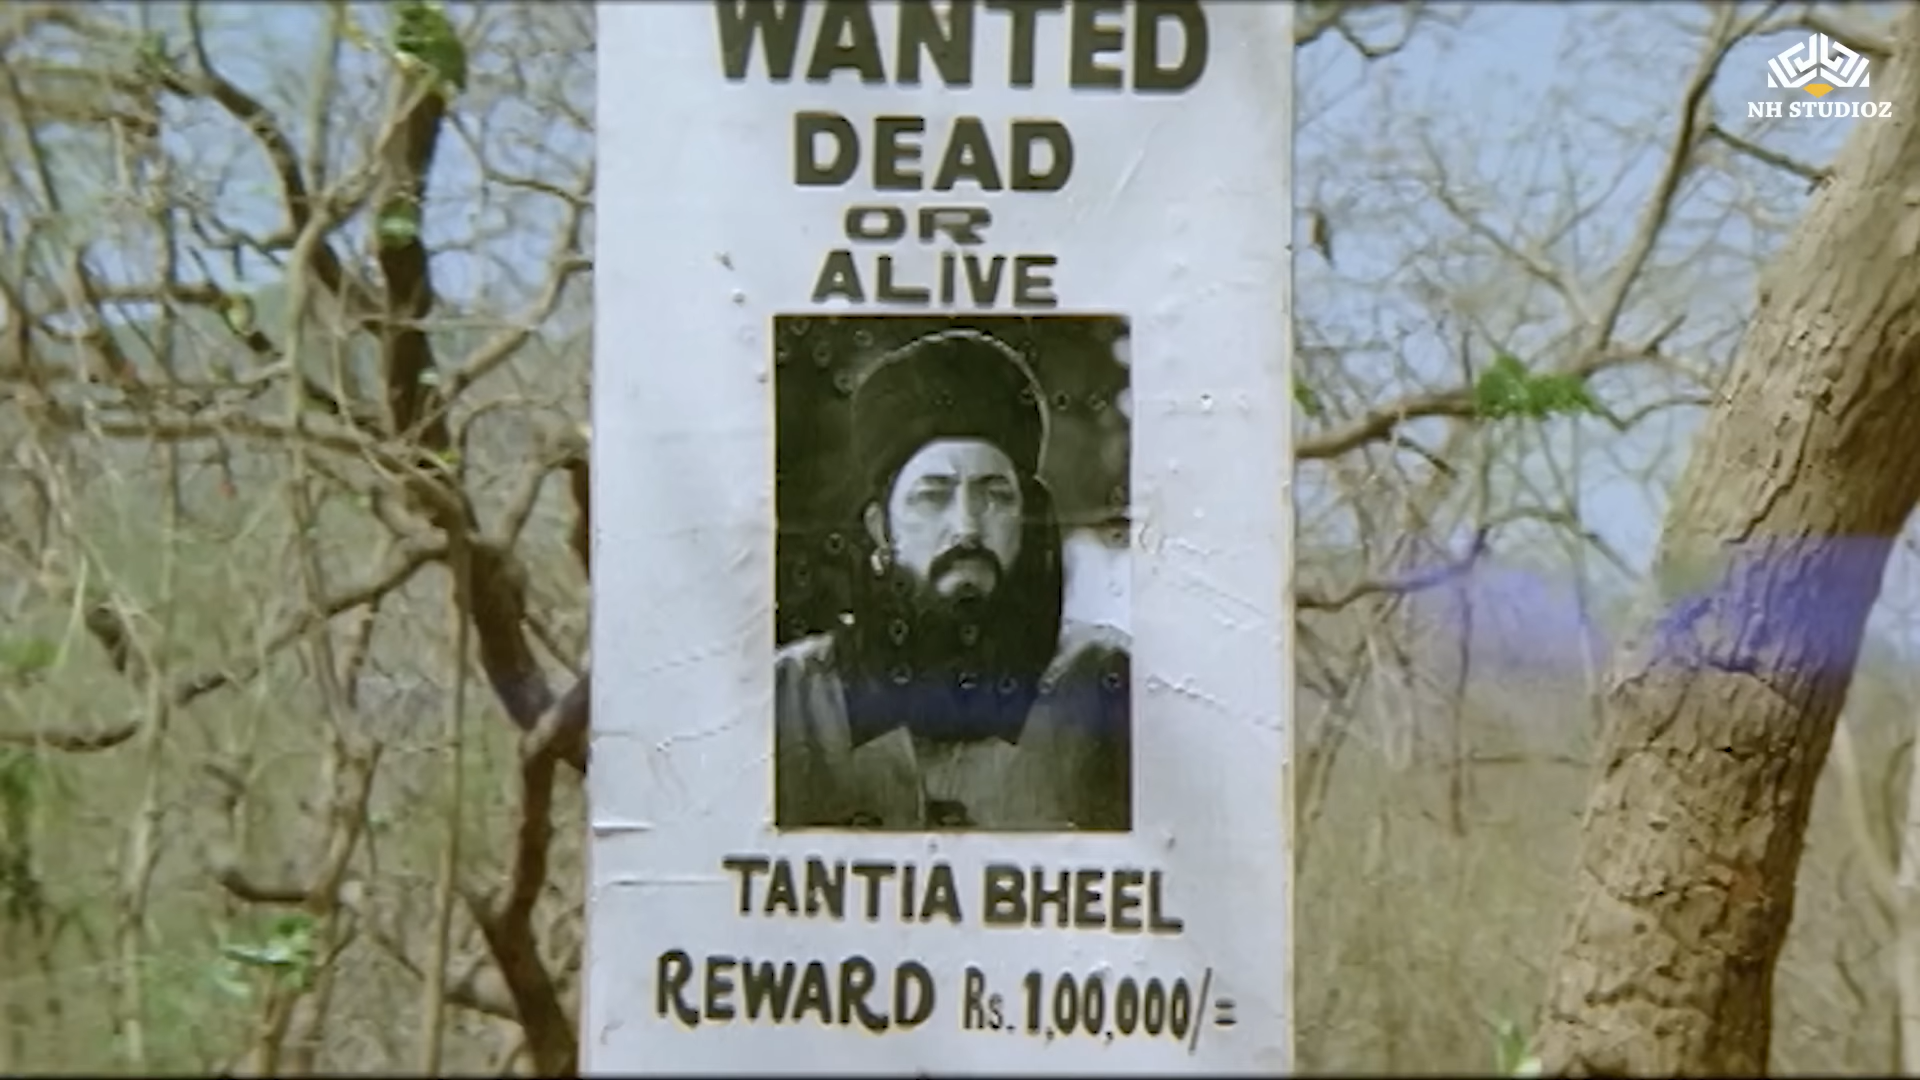 WANTED
NH STUDIOZ
DEAD
OR
ALIVE
TANTIA BHEEL
REWARD Rs. 1,00,000/=